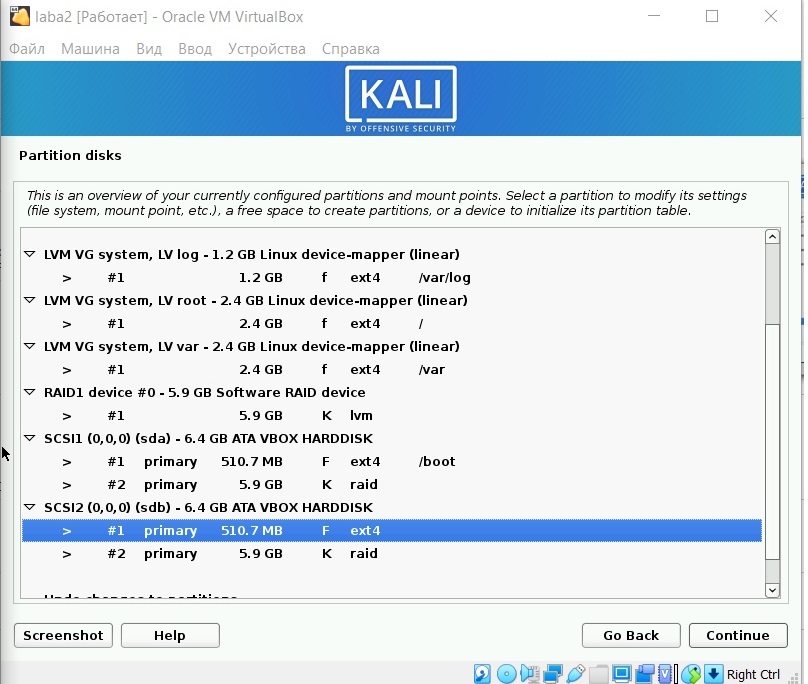 laba2 [Работает] - Oracle VM VirtualBox
Файл Машина Вид Ввод Устройства Справка
KALI
BY OFFENSIVE SECURITY
Partition disks
This is an overview of your currently configured partitions and mount points. Select a partition to modify its settings
(file system, mount point, etc.), a free space to create partitions, or a device to initialize its partition table.
LVM VG system, LV log - 1.2 GB Linux device-mapper (linear)
> #1 1.2 GB f ext4 /var/log
LVM VG system, LV root - 2.4 GB Linux device-mapper (linear)
> #1 2.4 GB f ext4 /
LVM VG system, LV var - 2.4 GB Linux device-mapper (linear)
> #1 2.4 GB f ext4 /var
RAID1 device #0 - 5.9 GB Software RAID device
> #1 5.9 GB K lvm
SCSI1 (0,0,0) (sda) - 6.4 GB ATA VBOX HARDDISK
> #1 primary 510.7 MB F ext4 /boot
> #2 primary 5.9 GB K raid
SCSI2 (0,0,0) (sdb) - 6.4 GB ATA VBOX HARDDISK
> #1 primary 510.7 MB F ext4
> #2 primary 5.9 GB K raid
Undo changes to partitions
Screenshot Help Go Back Continue
Right Ctrl